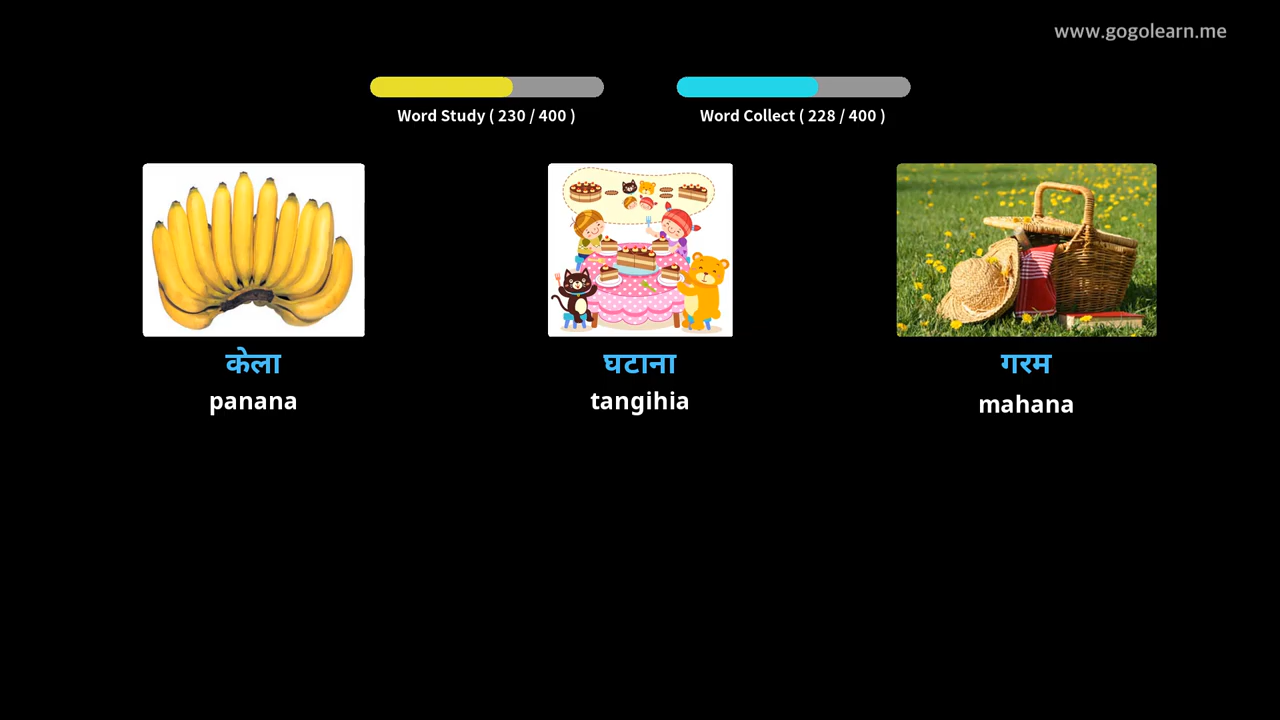 www.gogolearn.me
Word Study ( 230 / 400 )
Word Collect ( 228 / 400 )
केला
घटाना
गरम
panana
tangihia
mahana